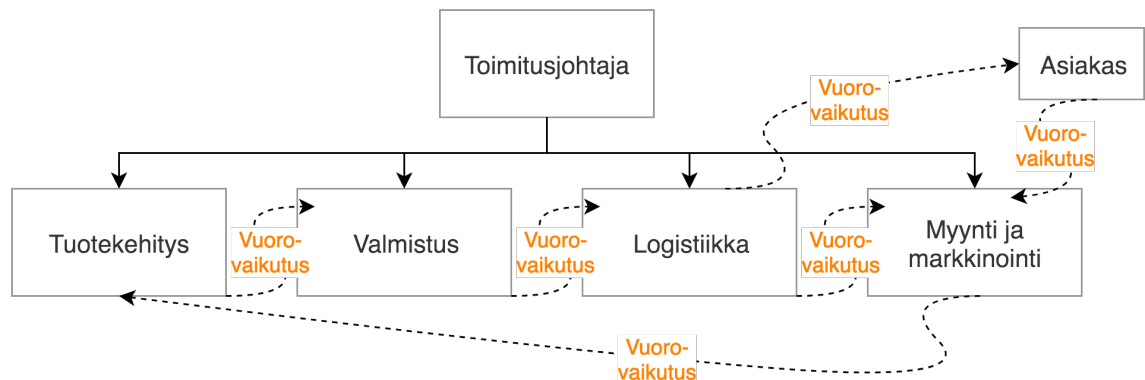 Toimitusjohtaja
Asiakas
Vuoro-
vaikutus
Vuoro-
vaikutus
Tuotekehitys
Vuoro-
vaikutus
Valmistus
Vuoro-
vaikutus
Logistiikka
Vuoro-
vaikutus
Myynti ja
markkinointi
Vuoro-
vaikutus